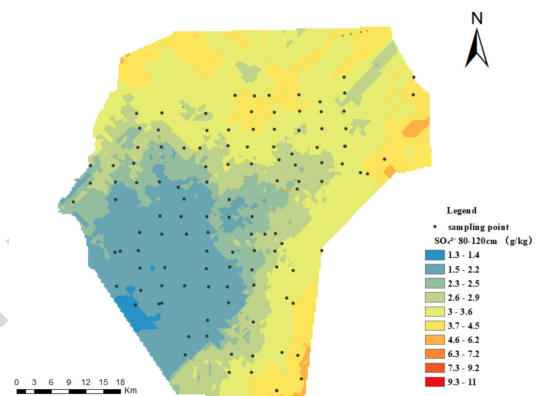 N
Legend
sampling point
SO₄²⁻ 80-120cm （g/kg）
1.3 - 1.4
1.5 - 2.2
2.3 - 2.5
2.6 - 2.9
3 - 3.6
3.7 - 4.5
4.6 - 6.2
6.3 - 7.2
7.3 - 9.2
9.3 - 11
0 3 6 9 12 15 18
Km